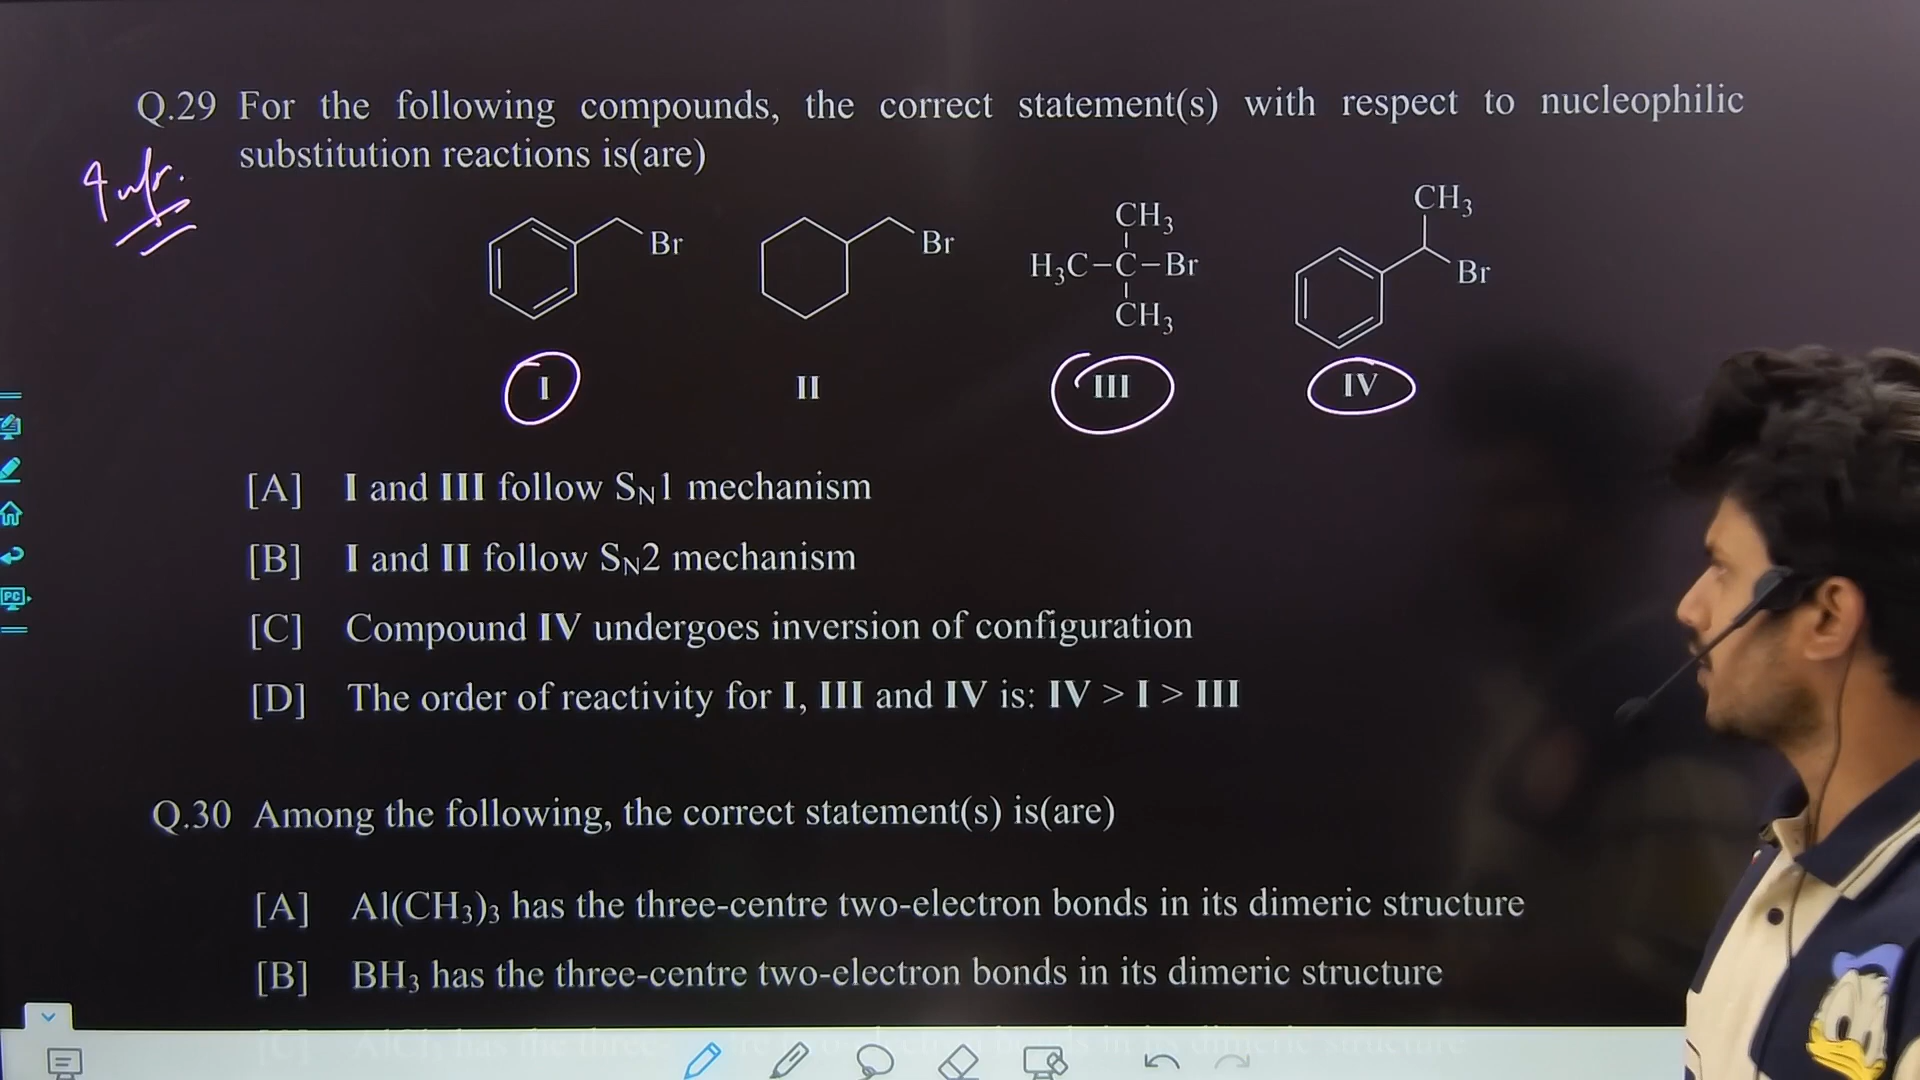 Q.29 For the following compounds, the correct statement(s) with respect to nucleophilic
substitution reactions is(are)
CH₃
Br
Br
CH₃
H₃C–C–Br
CH₃
Br
I
II
III
IV
[A] I and III follow Sɴ1 mechanism
[B] I and II follow Sɴ2 mechanism
[C] Compound IV undergoes inversion of configuration
[D] The order of reactivity for I, III and IV is: IV > I > III
Q.30 Among the following, the correct statement(s) is(are)
[A] Al(CH₃)₃ has the three-centre two-electron bonds in its dimeric structure
[B] BH₃ has the three-centre two-electron bonds in its dimeric structure
PC